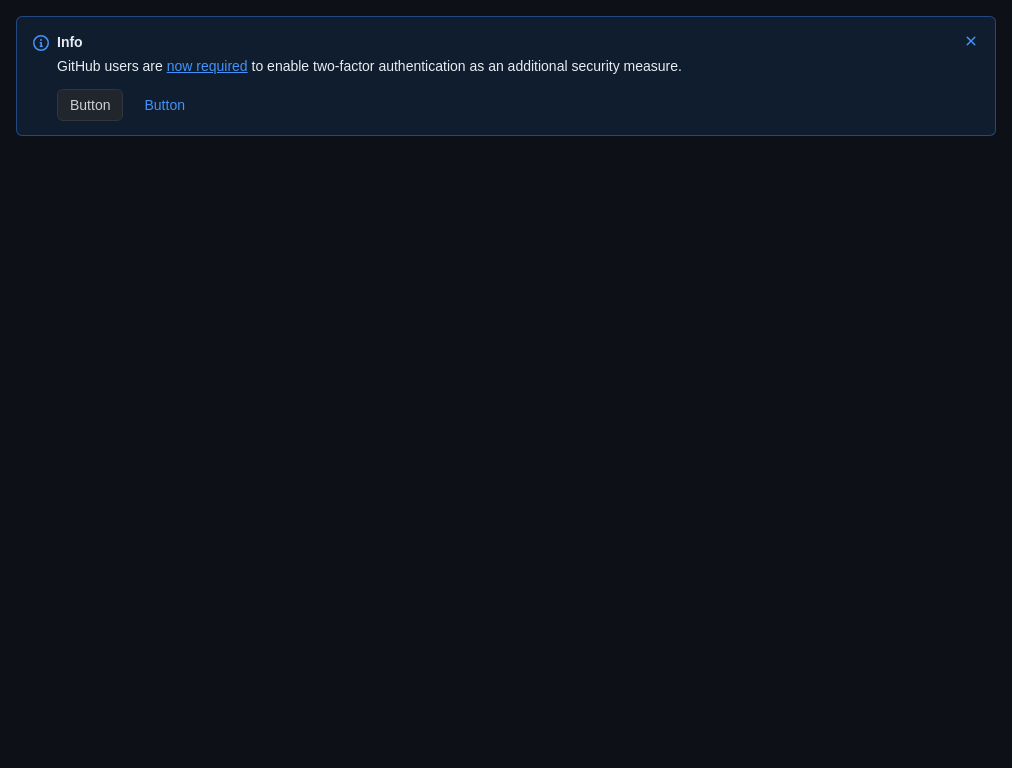 Info
GitHub users are now required to enable two-factor authentication as an additional security measure.
Button Button